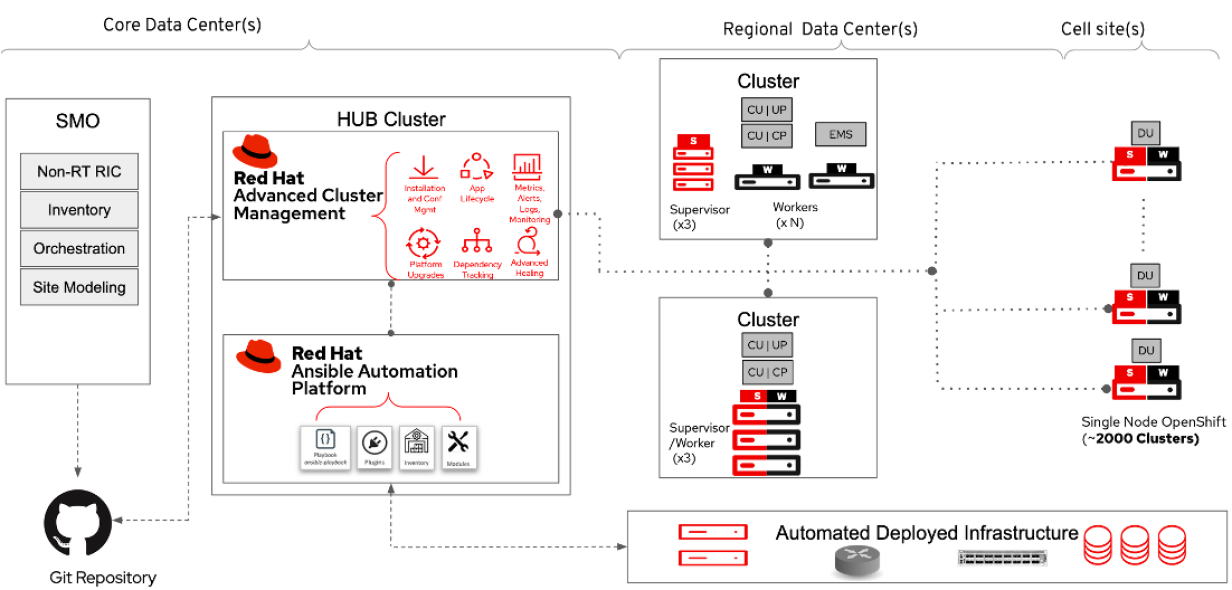 Core Data Center(s)
Regional Data Center(s)
Cell site(s)
SMO
Non-RT RIC
Inventory
Orchestration
Site Modeling
Git Repository
HUB Cluster
Red Hat
Advanced Cluster
Management
Installation
and Conf
Mgmt
App
Lifecycle
Metrics,
Alerts,
Logs,
Monitoring
Platform
Upgrades
Dependency
Tracking
Advanced
Healing
Red Hat
Ansible Automation
Platform
Playbook
ansible playbook
Plugins
Inventory
Modules
Cluster
CU | UP
CU | CP
EMS
S
W
W
Supervisor
(x3)
Workers
(x N)
Cluster
CU | UP
CU | CP
S W
Supervisor
/Worker
(x3)
DU
S W
DU
S W
DU
S W
Single Node OpenShift
(~2000 Clusters)
Automated Deployed Infrastructure